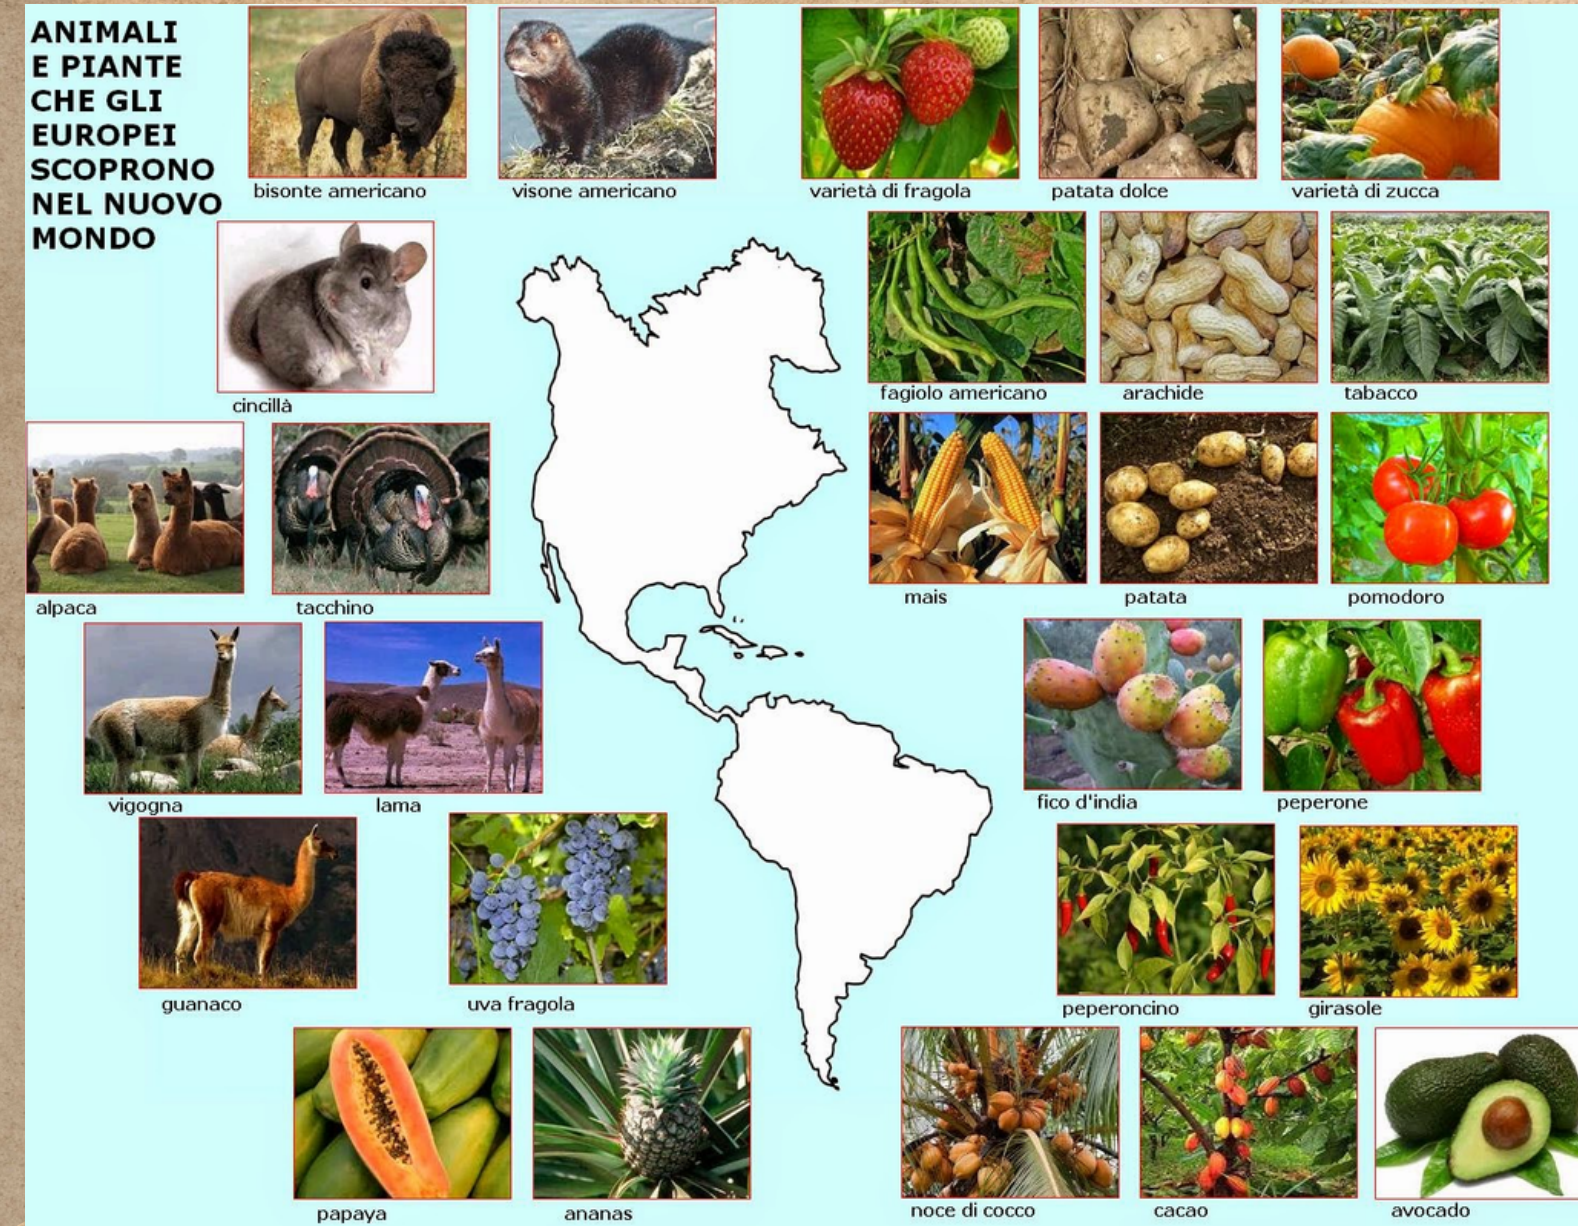 ANIMALI
E PIANTE
CHE GLI
EUROPEI
SCOPRONO
NEL NUOVO
MONDO
bisonte americano
visone americano
varietà di fragola
patata dolce
varietà di zucca
cincillà
fagiolo americano
arachide
tabacco
alpaca
tacchino
mais
patata
pomodoro
vigogna
lama
fico d'india
peperone
guanaco
uva fragola
peperoncino
girasole
papaya
ananas
noce di cocco
cacao
avocado